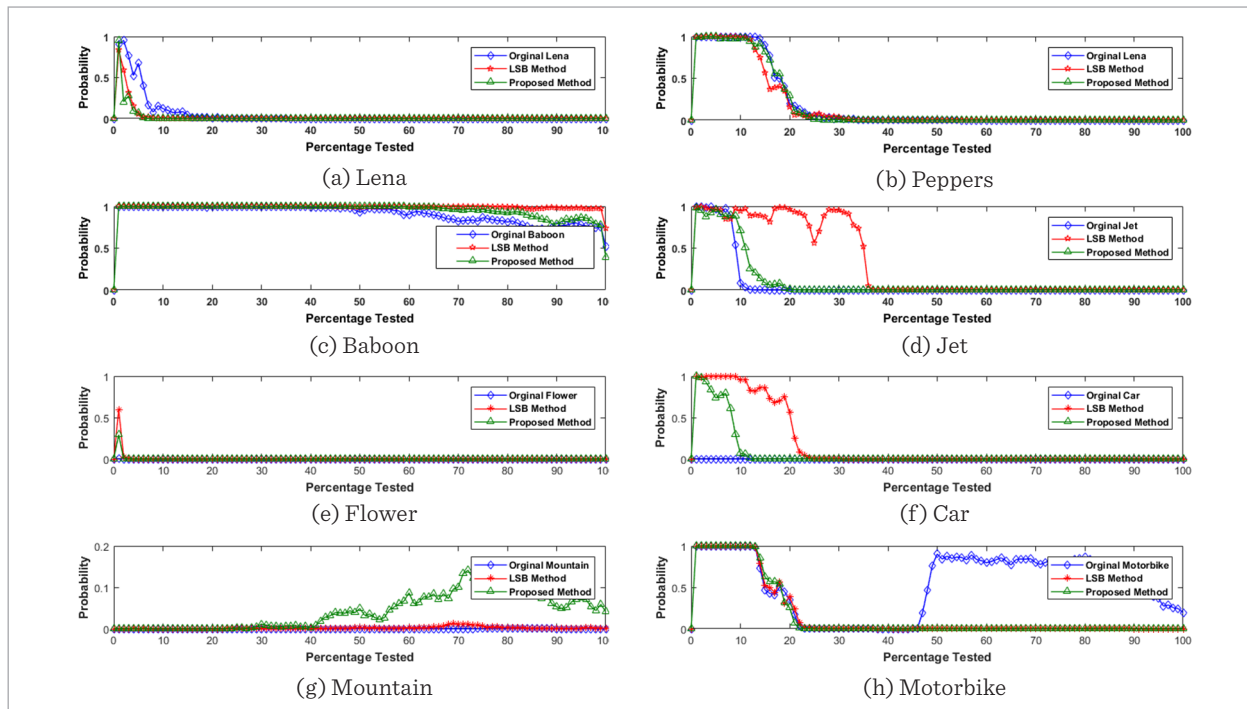 1
0.5
0
Probability
Orginal Lena
LSB Method
Proposed Method
0 10 20 30 40 50 60 70 80 90 100
Percentage Tested
(a) Lena
1
0.5
0
Probability
Orginal Lena
LSB Method
Proposed Method
0 10 20 30 40 50 60 70 80 90 100
Percentage Tested
(b) Peppers
1
0.5
0
Probability
Orginal Baboon
LSB Method
Proposed Method
0 10 20 30 40 50 60 70 80 90 100
Percentage Tested
(c) Baboon
1
0.5
0
Probability
Orginal Jet
LSB Method
Proposed Method
0 10 20 30 40 50 60 70 80 90 100
Percentage Tested
(d) Jet
1
0.5
0
Probability
Orginal Flower
LSB Method
Proposed Method
0 10 20 30 40 50 60 70 80 90 100
Percentage Tested
(e) Flower
1
0.5
0
Probability
Orginal Car
LSB Method
Proposed Method
0 10 20 30 40 50 60 70 80 90 100
Percentage Tested
(f) Car
0.2
0.1
0
Probability
Orginal Mountain
LSB Method
Proposed Method
0 10 20 30 40 50 60 70 80 90 100
Percentage Tested
(g) Mountain
1
0.5
0
Probability
Orginal Motorbike
LSB Method
Proposed Method
0 10 20 30 40 50 60 70 80 90 100
Percentage Tested
(h) Motorbike